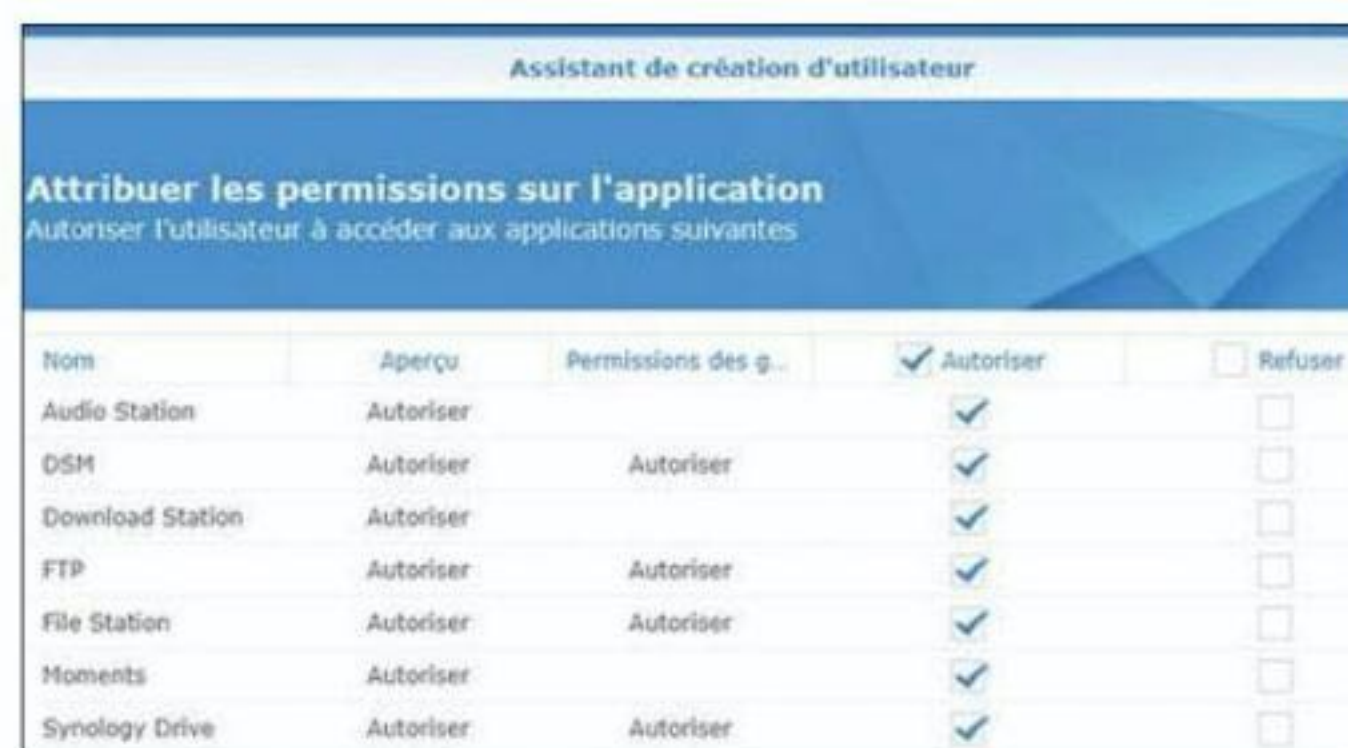 Assistant de création d'utilisateur
Attribuer les permissions sur l'application
Autoriser l'utilisateur à accéder aux applications suivantes
Nom Aperçu Permissions des g... Autoriser Refuser
Audio Station Autoriser
DSM Autoriser Autoriser
Download Station Autoriser
FTP Autoriser Autoriser
File Station Autoriser Autoriser
Moments Autoriser
Synology Drive Autoriser Autoriser